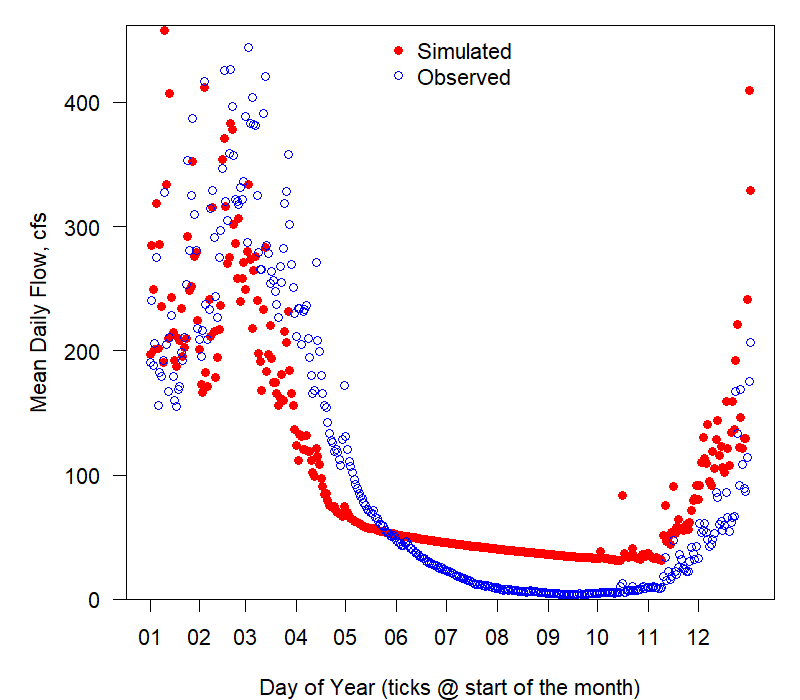 Simulated
Observed
Mean Daily Flow, cfs
400
300
200
100
0
01 02 03 04 05 06 07 08 09 10 11 12
Day of Year (ticks @ start of the month)